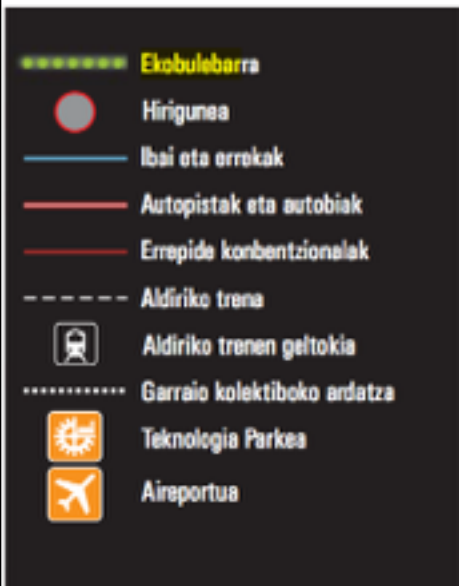 Ekobulebarra
Hirigunea
Ibai eta errekak
Autopistak eta autobiak
Errepide konbentzionalak
Aldiriko trena
Aldiriko trenen geltokia
Garraio kolektiboko ardatza
Teknologia Parkea
Aireportua